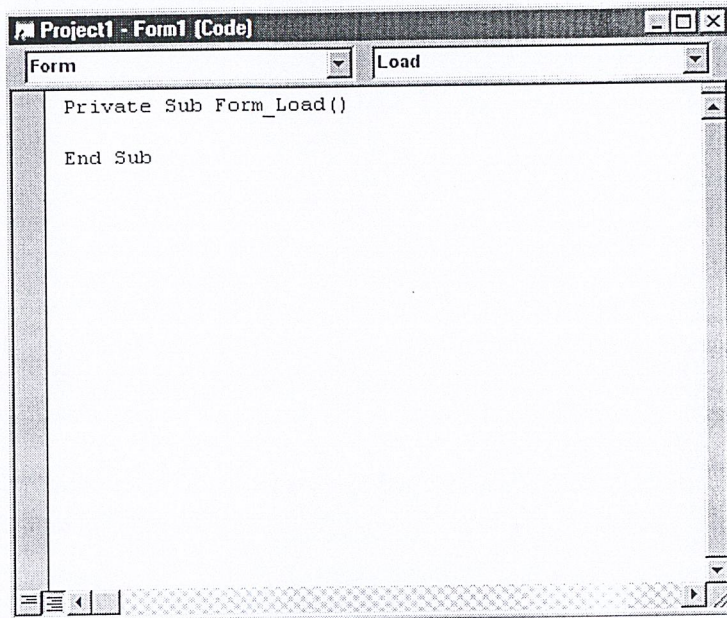 Project1 - Form1 (Code)
Form
Load
Private Sub Form_Load()
End Sub